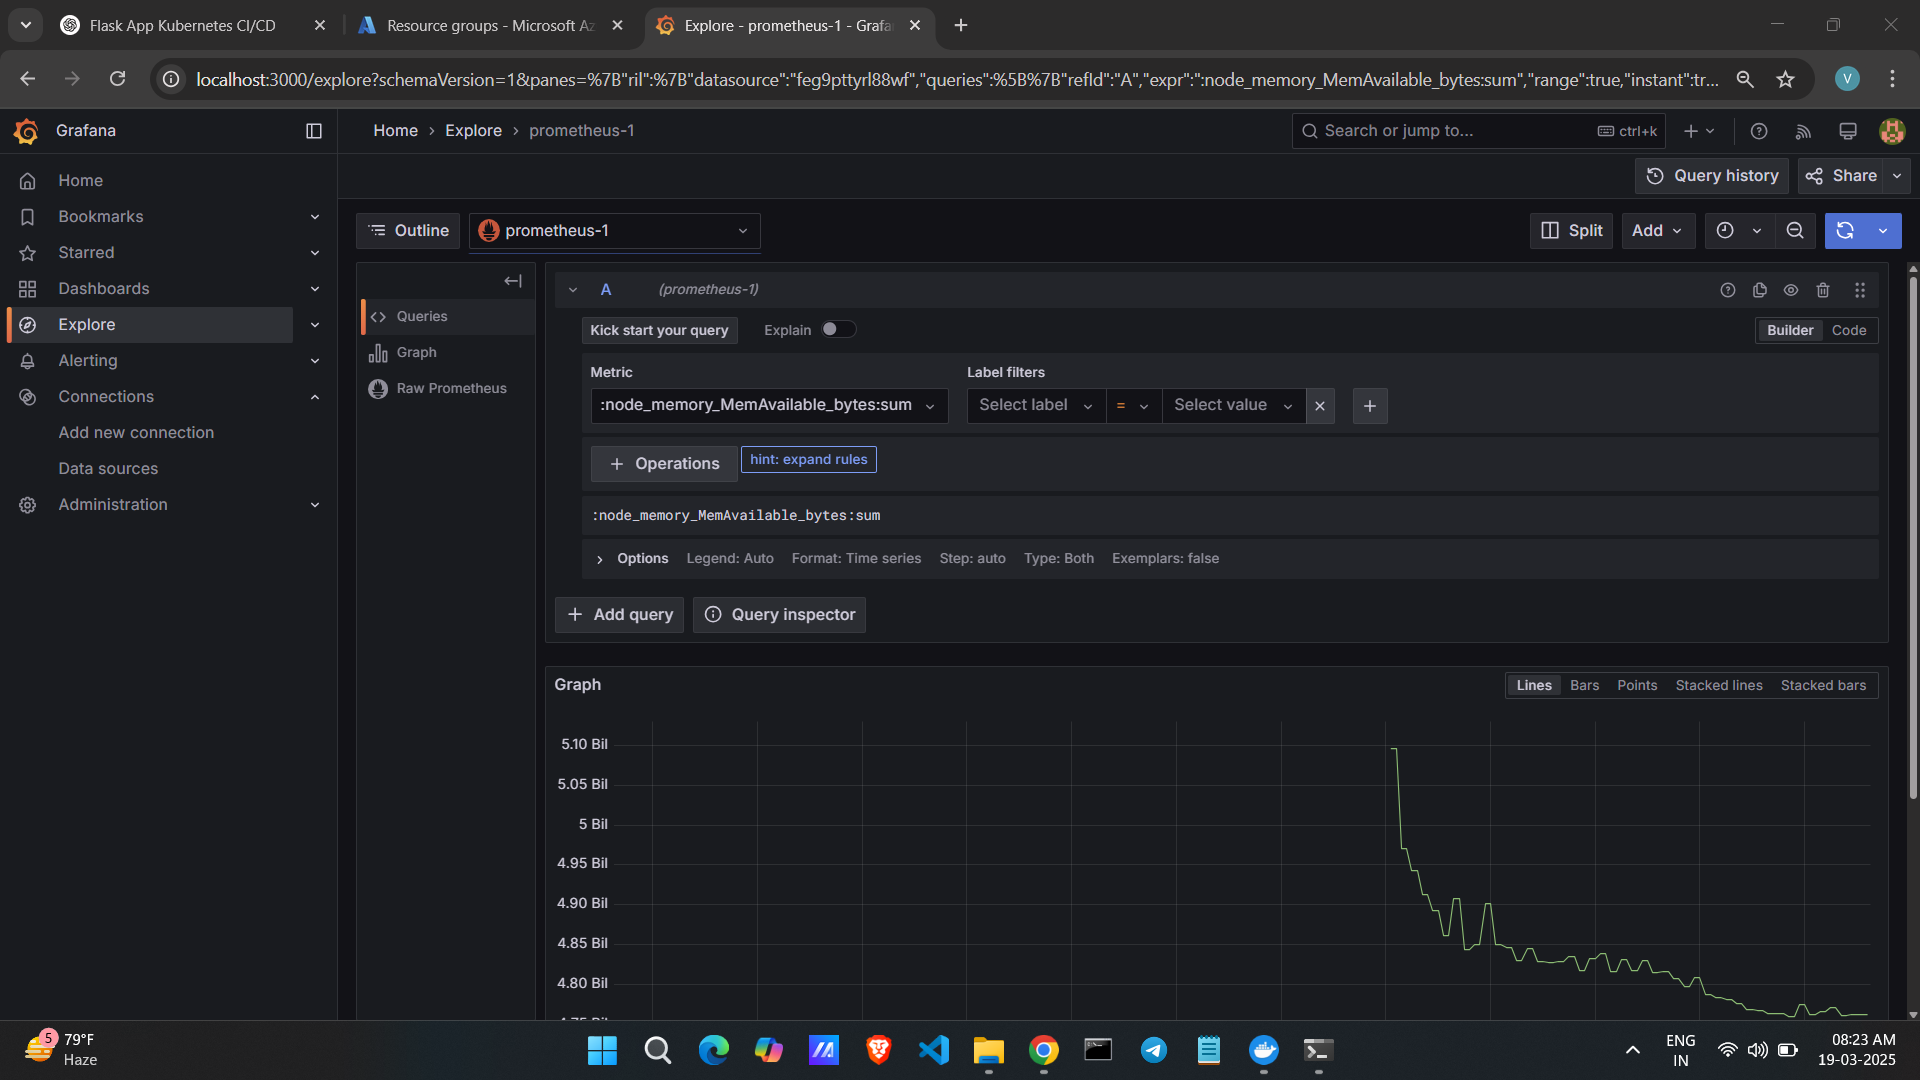 Flask App Kubernetes CI/CD
Resource groups - Microsoft Az
Explore - prometheus-1 - Grafa
localhost:3000/explore?schemaVersion=1&panes=%7B"ril":%7B"datasource":"feg9pttyrl88wf","queries":%5B%7B"refId":"A","expr":":node_memory_MemAvailable_bytes:sum","range":true,"instant":tr...
V
Grafana
Home › Explore › prometheus-1
Search or jump to...
ctrl+k
Query history
Share
Home
Bookmarks
Starred
Dashboards
Explore
Alerting
Connections
Add new connection
Data sources
Administration
Outline
prometheus-1
Split
Add
Queries
Graph
Raw Prometheus
A
(prometheus-1)
Kick start your query
Explain
Builder
Code
Metric
Label filters
:node_memory_MemAvailable_bytes:sum
Select label
=
Select value
+ Operations
hint: expand rules
:node_memory_MemAvailable_bytes:sum
Options Legend: Auto Format: Time series Step: auto Type: Both Exemplars: false
+ Add query
Query inspector
Graph
Lines
Bars
Points
Stacked lines
Stacked bars
5.10 Bil
5.05 Bil
5 Bil
4.95 Bil
4.90 Bil
4.85 Bil
4.80 Bil
5
79°F
Haze
ENG
IN
08:23 AM
19-03-2025